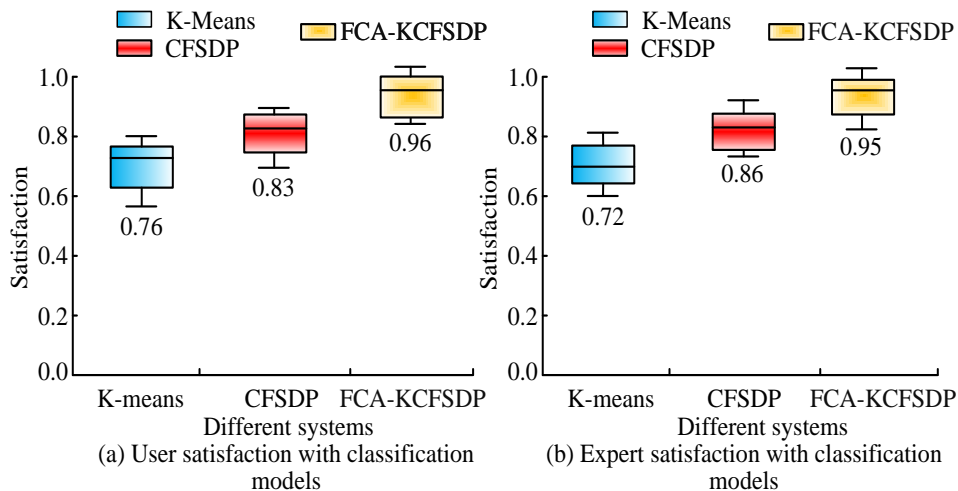 K-Means
CFSDP
FCA-KCFSDP
Satisfaction
1.0
0.8
0.6
0.4
0.2
0.0
0.76
0.83
0.96
K-means
CFSDP
FCA-KCFSDP
Different systems
(a) User satisfaction with classification
models
K-Means
CFSDP
FCA-KCFSDP
Satisfaction
1.0
0.8
0.6
0.4
0.2
0.0
0.72
0.86
0.95
K-means
CFSDP
FCA-KCFSDP
Different systems
(b) Expert satisfaction with classification
models